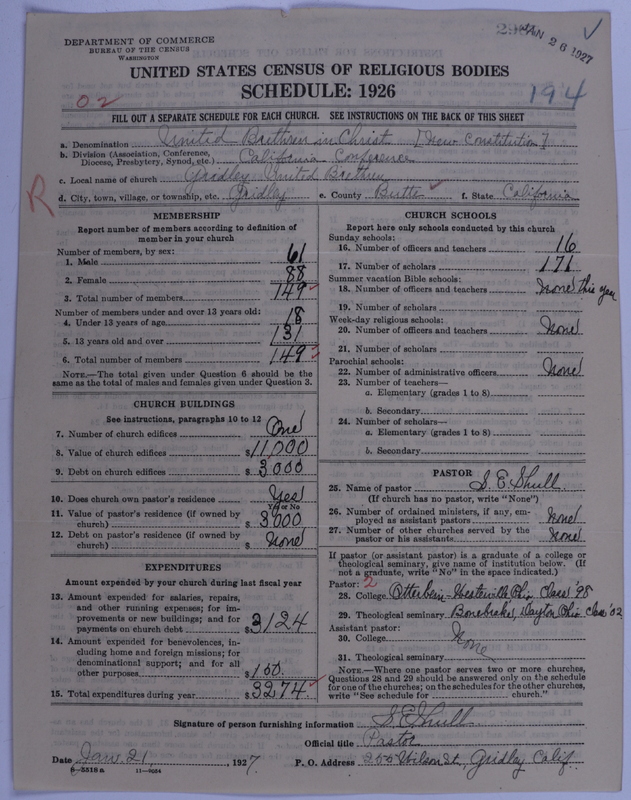 DEPARTMENT OF COMMERCE
BUREAU OF THE CENSUS
WASHINGTON
JAN 26 1927
UNITED STATES CENSUS OF RELIGIOUS BODIES
SCHEDULE: 1926
02
194
FILL OUT A SEPARATE SCHEDULE FOR EACH CHURCH. SEE INSTRUCTIONS ON THE BACK OF THIS SHEET
a. Denomination United Brethren in Christ [New Constitution]
b. Division (Association, Conference, Diocese, Presbytery, Synod, etc.) California Conference
c. Local name of church Gridley United Brethren
R
d. City, town, village, or township, etc. Gridley e. County Butte f. State California
MEMBERSHIP
Report number of members according to definition of member in your church
Number of members, by sex:
1. Male 61
2. Female 88
3. Total number of members 149
Number of members under and over 13 years old:
4. Under 13 years of age 18
5. 13 years old and over 131
6. Total number of members 149
NOTE.—The total given under Question 6 should be the same as the total of males and females given under Question 3.
CHURCH BUILDINGS
See instructions, paragraphs 10 to 12
7. Number of church edifices One
8. Value of church edifices $11,000
9. Debt on church edifices $3000
10. Does church own pastor's residence Yes
Yes or No
11. Value of pastor's residence (if owned by church) $3000
12. Debt on pastor's residence (if owned by church) $None
EXPENDITURES
Amount expended by your church during last fiscal year
13. Amount expended for salaries, repairs, and other running expenses; for improvements or new buildings; and for payments on church debt $3124
14. Amount expended for benevolences, including home and foreign missions; for denominational support; and for all other purposes $150.
15. Total expenditures during year $3274
CHURCH SCHOOLS
Report here only schools conducted by this church
Sunday schools:
16. Number of officers and teachers 16
17. Number of scholars 171
Summer vacation Bible schools:
18. Number of officers and teachers None this year
19. Number of scholars
Week-day religious schools:
20. Number of officers and teachers None
21. Number of scholars
Parochial schools:
22. Number of administrative officers None
23. Number of teachers—
a. Elementary (grades 1 to 8)
b. Secondary
24. Number of scholars—
a. Elementary (grades 1 to 8)
b. Secondary
PASTOR
25. Name of pastor S. E. Shull
(If church has no pastor, write "None")
26. Number of ordained ministers, if any, employed as assistant pastors None
27. Number of other churches served by the pastor or his assistants None
If pastor (or assistant pastor) is a graduate of a college or theological seminary, give name of institution below. (If not a graduate, write "No" in the space indicated.)
Pastor: 2
28. College Otterbein-Westerville Ohio Class '98
29. Theological seminary Bonebrake, Dayton Ohio Class '02
Assistant pastor:
30. College None
31. Theological seminary
NOTE.—Where one pastor serves two or more churches, Questions 28 and 29 should be answered only on the schedule for one of the churches; on the schedules for the other churches, write "See schedule for ________ church."
Signature of person furnishing information S. E. Shull
Official title Pastor
Date Jan 21, 1927. P. O. Address 255 Wilson St, Gridley Calif.
8—5518a 11—9084